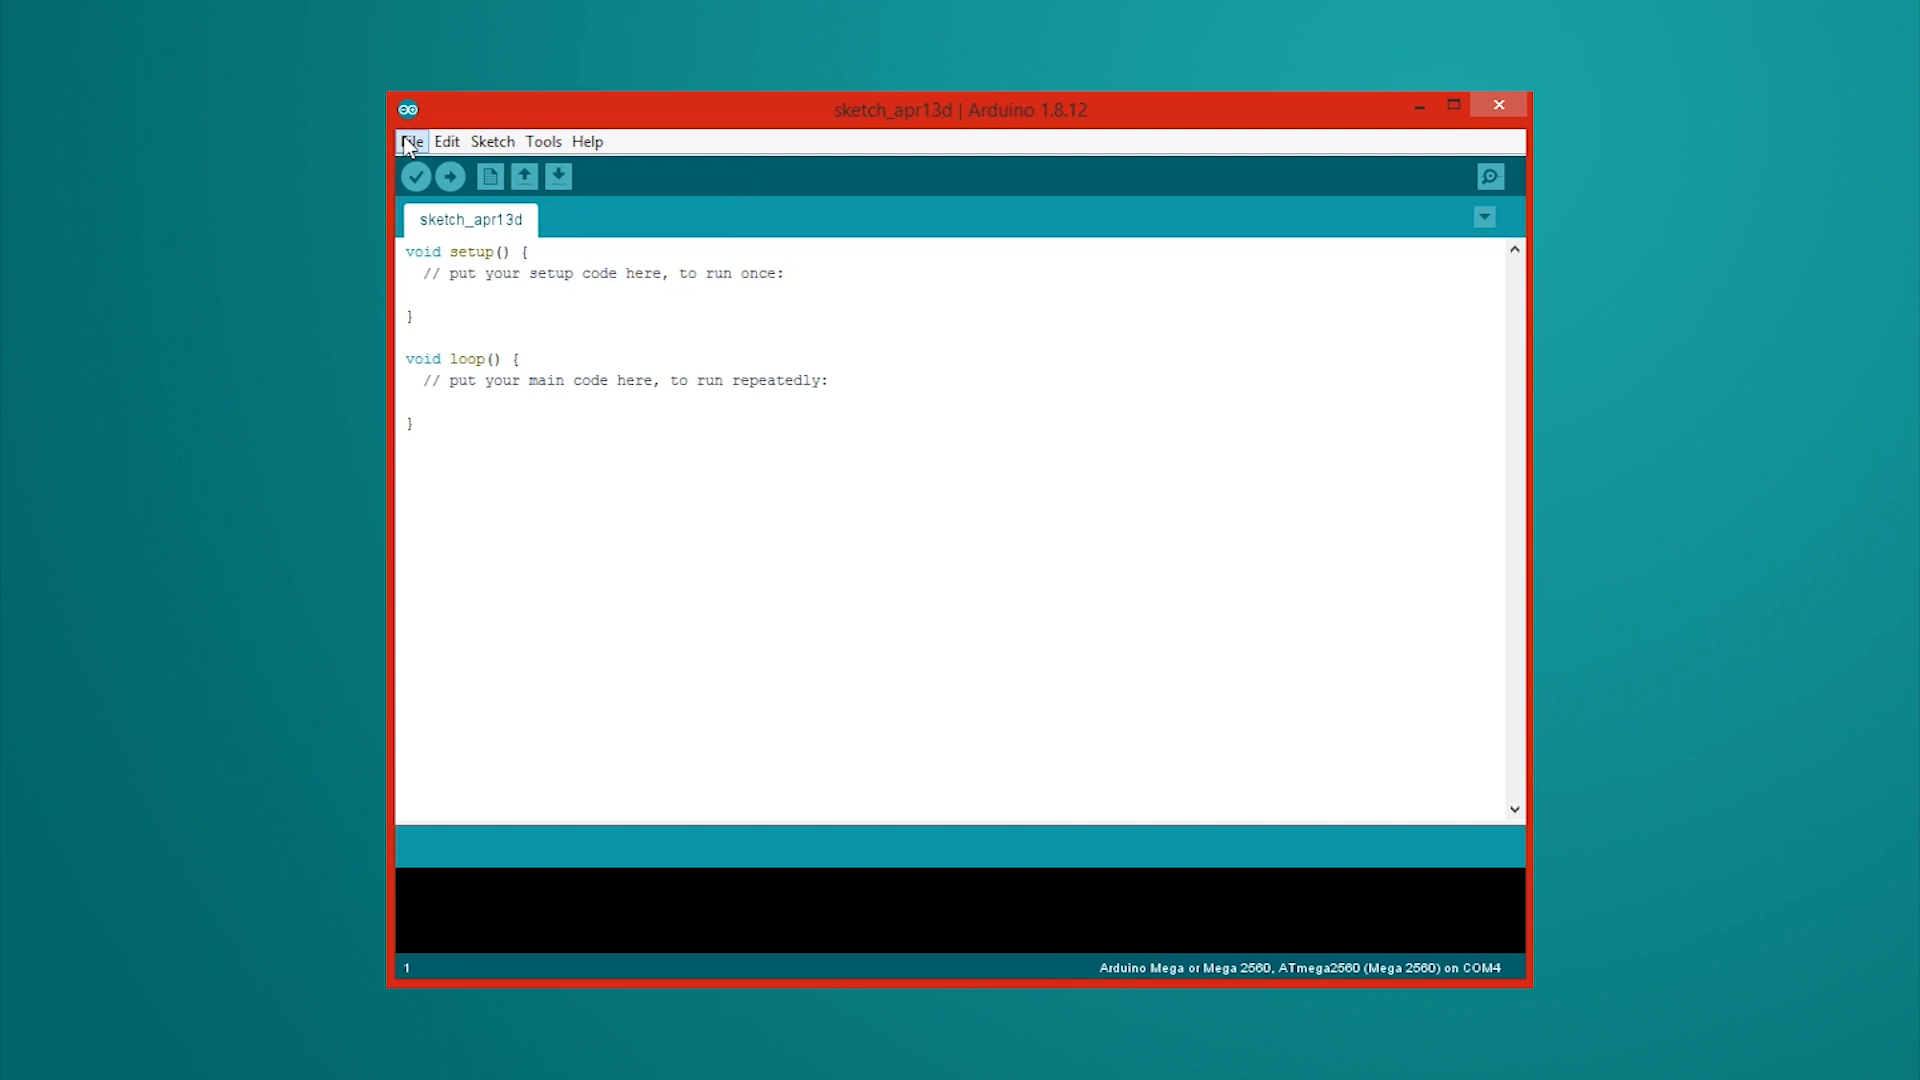 sketch_apr13d | Arduino 1.8.12
File Edit Sketch Tools Help
sketch_apr13d
void setup() {
  // put your setup code here, to run once:
}
void loop() {
  // put your main code here, to run repeatedly:
}
1
Arduino Mega or Mega 2560, ATmega2560 (Mega 2560) on COM4